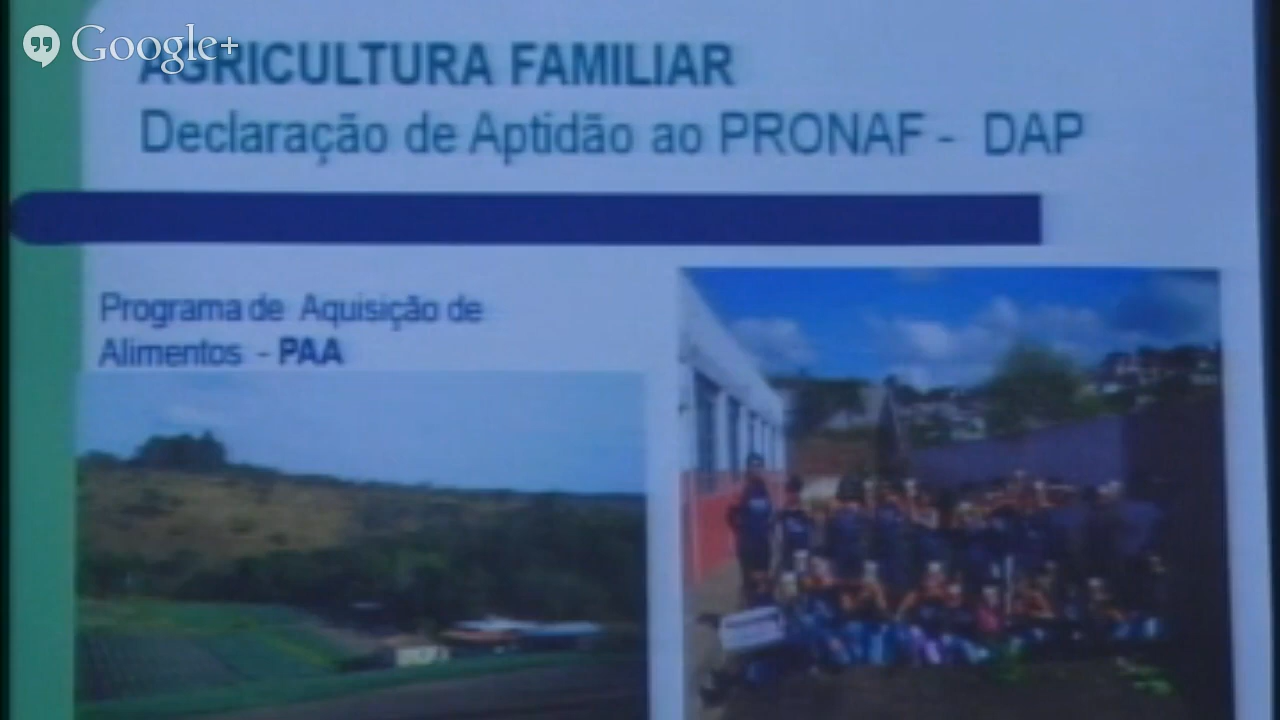 Google+
AGRICULTURA FAMILIAR
Declaração de Aptidão ao PRONAF - DAP
Programa de Aquisição de
Alimentos - PAA